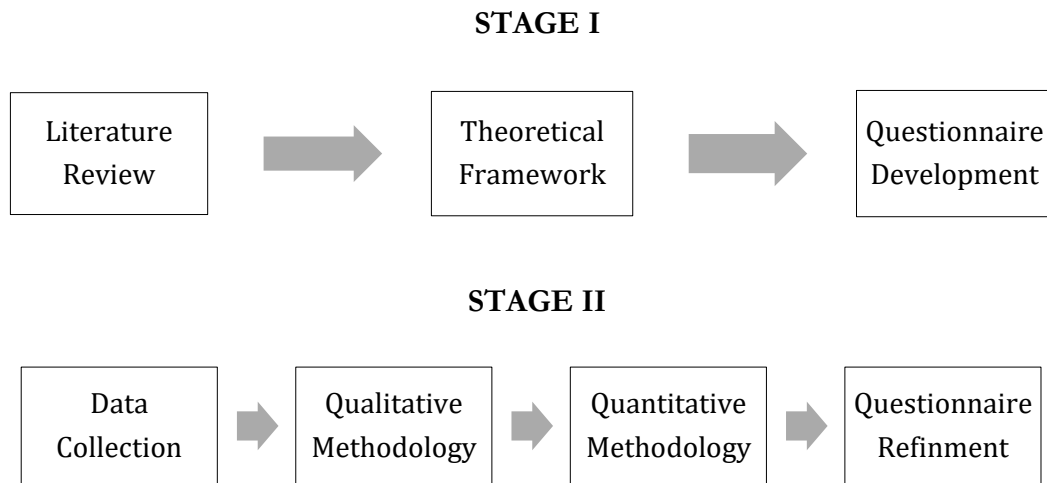 STAGE I
Literature
Review
Theoretical
Framework
Questionnaire
Development
STAGE II
Data
Collection
Qualitative
Methodology
Quantitative
Methodology
Questionnaire
Refinment